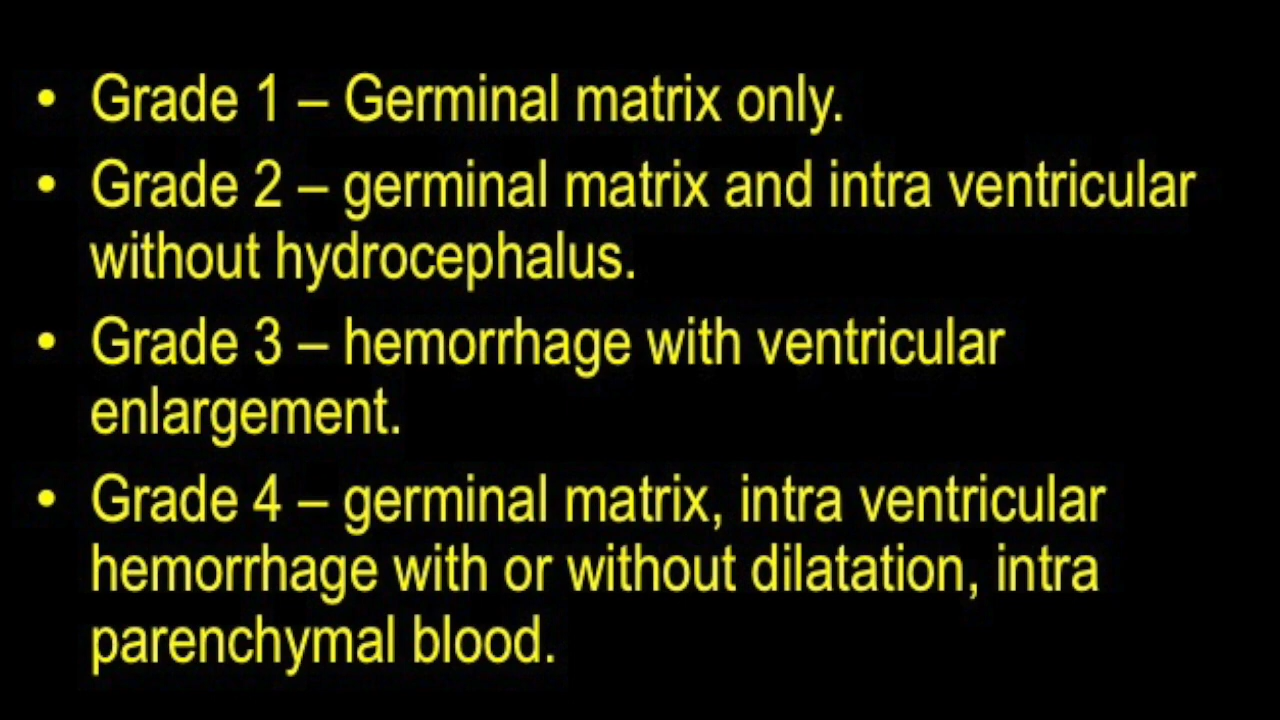 • Grade 1 – Germinal matrix only.
• Grade 2 – germinal matrix and intra ventricular
without hydrocephalus.
• Grade 3 – hemorrhage with ventricular
enlargement.
• Grade 4 – germinal matrix, intra ventricular
hemorrhage with or without dilatation, intra
parenchymal blood.